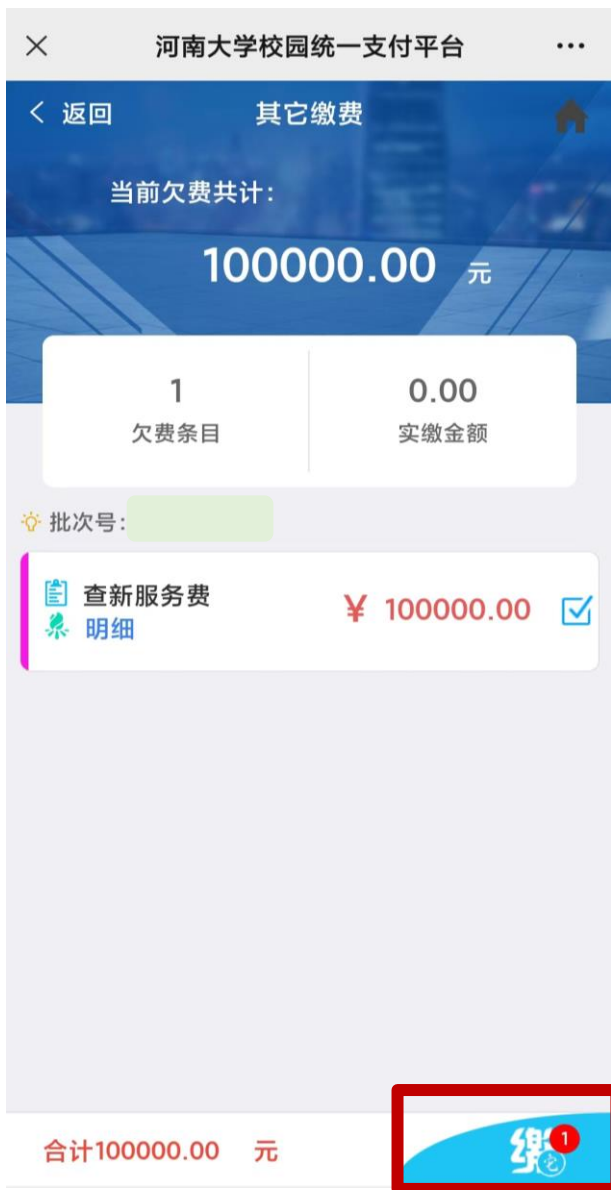 河南大学校园统一支付平台
返回 其它缴费
当前欠费共计：
100000.00 元
1 0.00
欠费条目 实缴金额
批次号：
查新服务费 ¥ 100000.00
明细
合计100000.00 元
缴 1
它